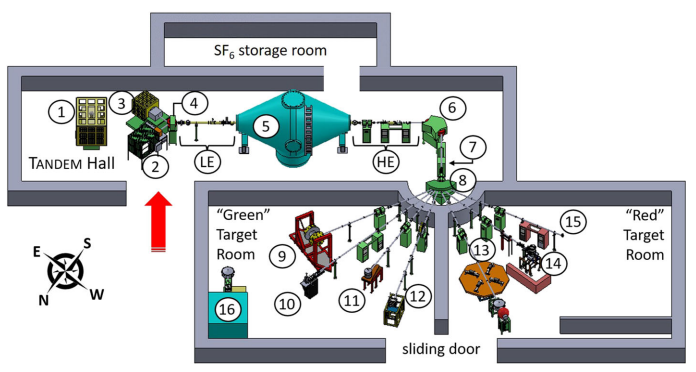 SF6 storage room
1
3
4
2
5
6
7
8
LE
HE
TANDEM Hall
"Green"
Target
Room
"Red"
Target
Room
9
10
11
12
13
14
15
16
E
S
N
W
sliding door